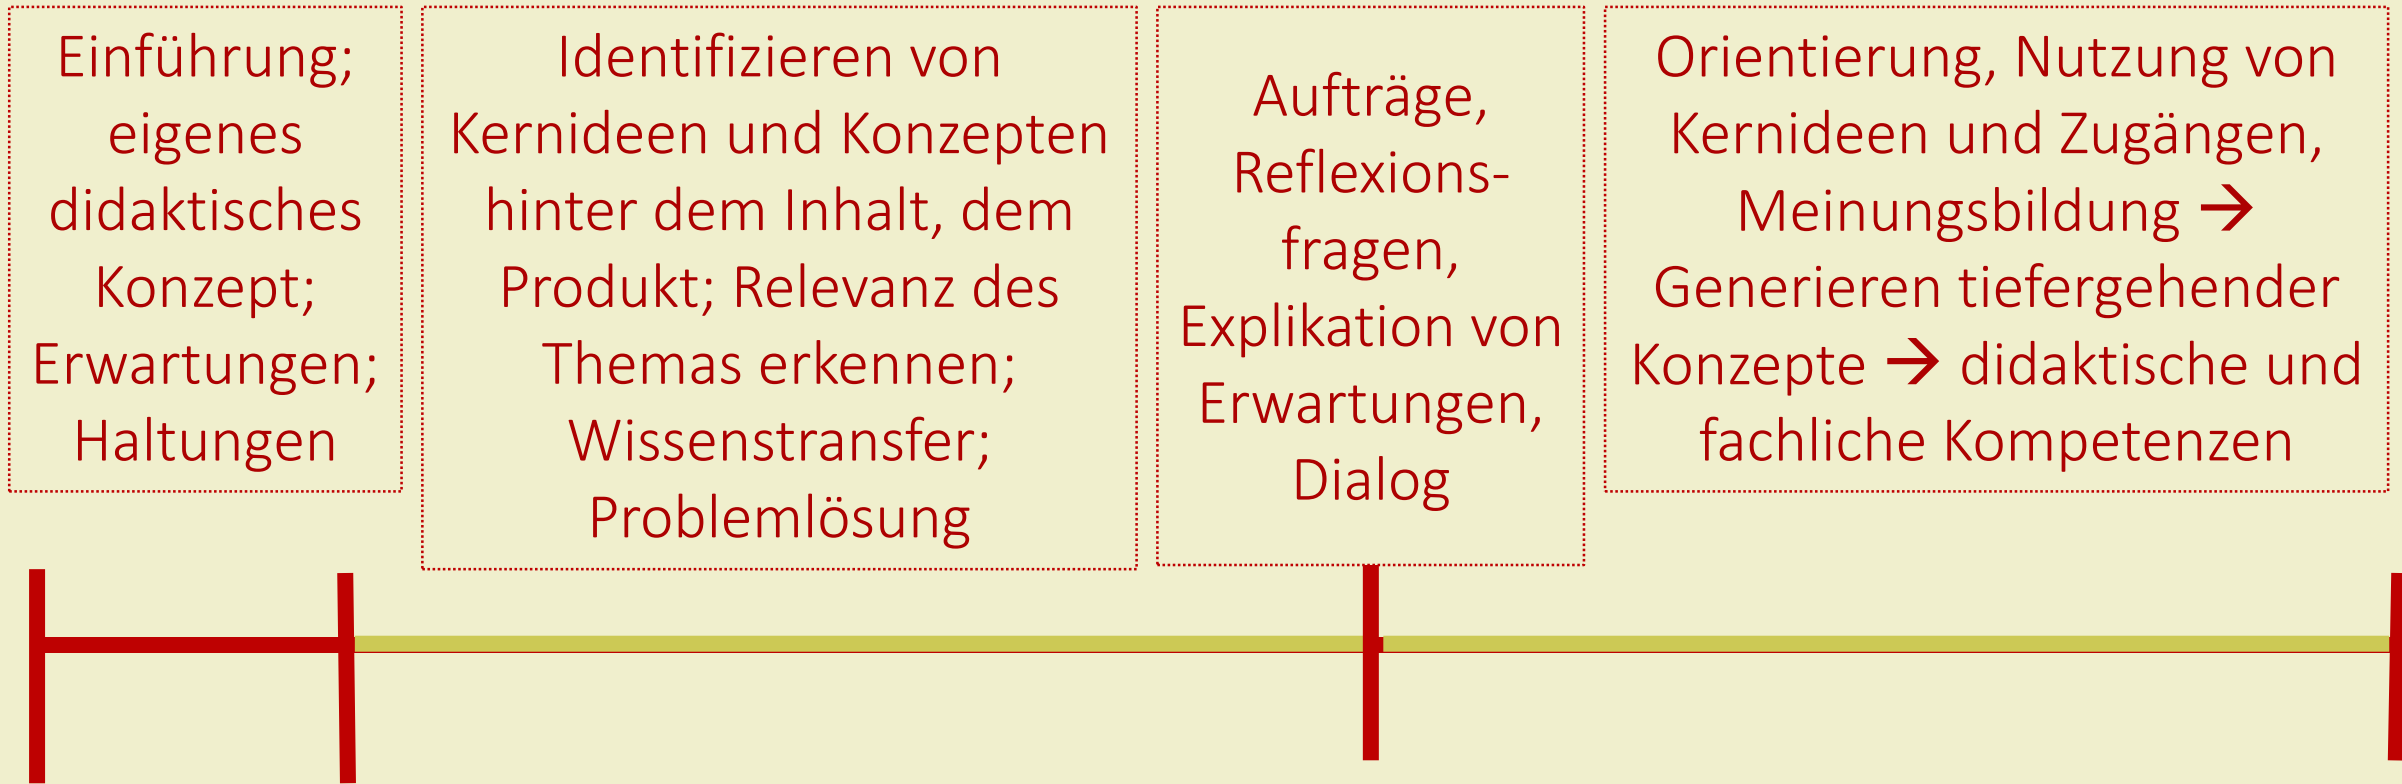 Einführung;
eigenes
didaktisches
Konzept;
Erwartungen;
Haltungen
Identifizieren von
Kernideen und Konzepten
hinter dem Inhalt, dem
Produkt; Relevanz des
Themas erkennen;
Wissenstransfer;
Problemlösung
Aufträge,
Reflexions-
fragen,
Explikation von
Erwartungen,
Dialog
Orientierung, Nutzung von
Kernideen und Zugängen,
Meinungsbildung →
Generieren tiefergehender
Konzepte → didaktische und
fachliche Kompetenzen